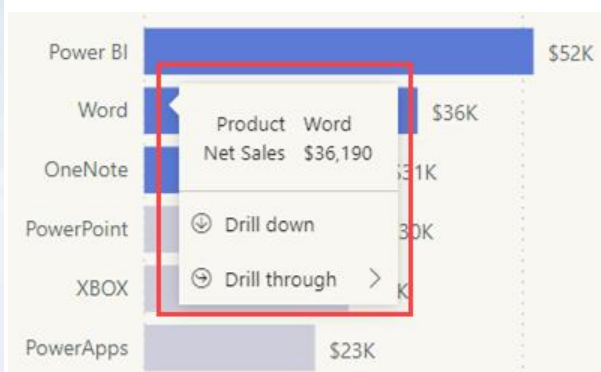 Power BI $52K
Word $36K
Product Word
Net Sales $36,190
OneNote
Drill down
PowerPoint
Drill through
XBOX
PowerApps $23K